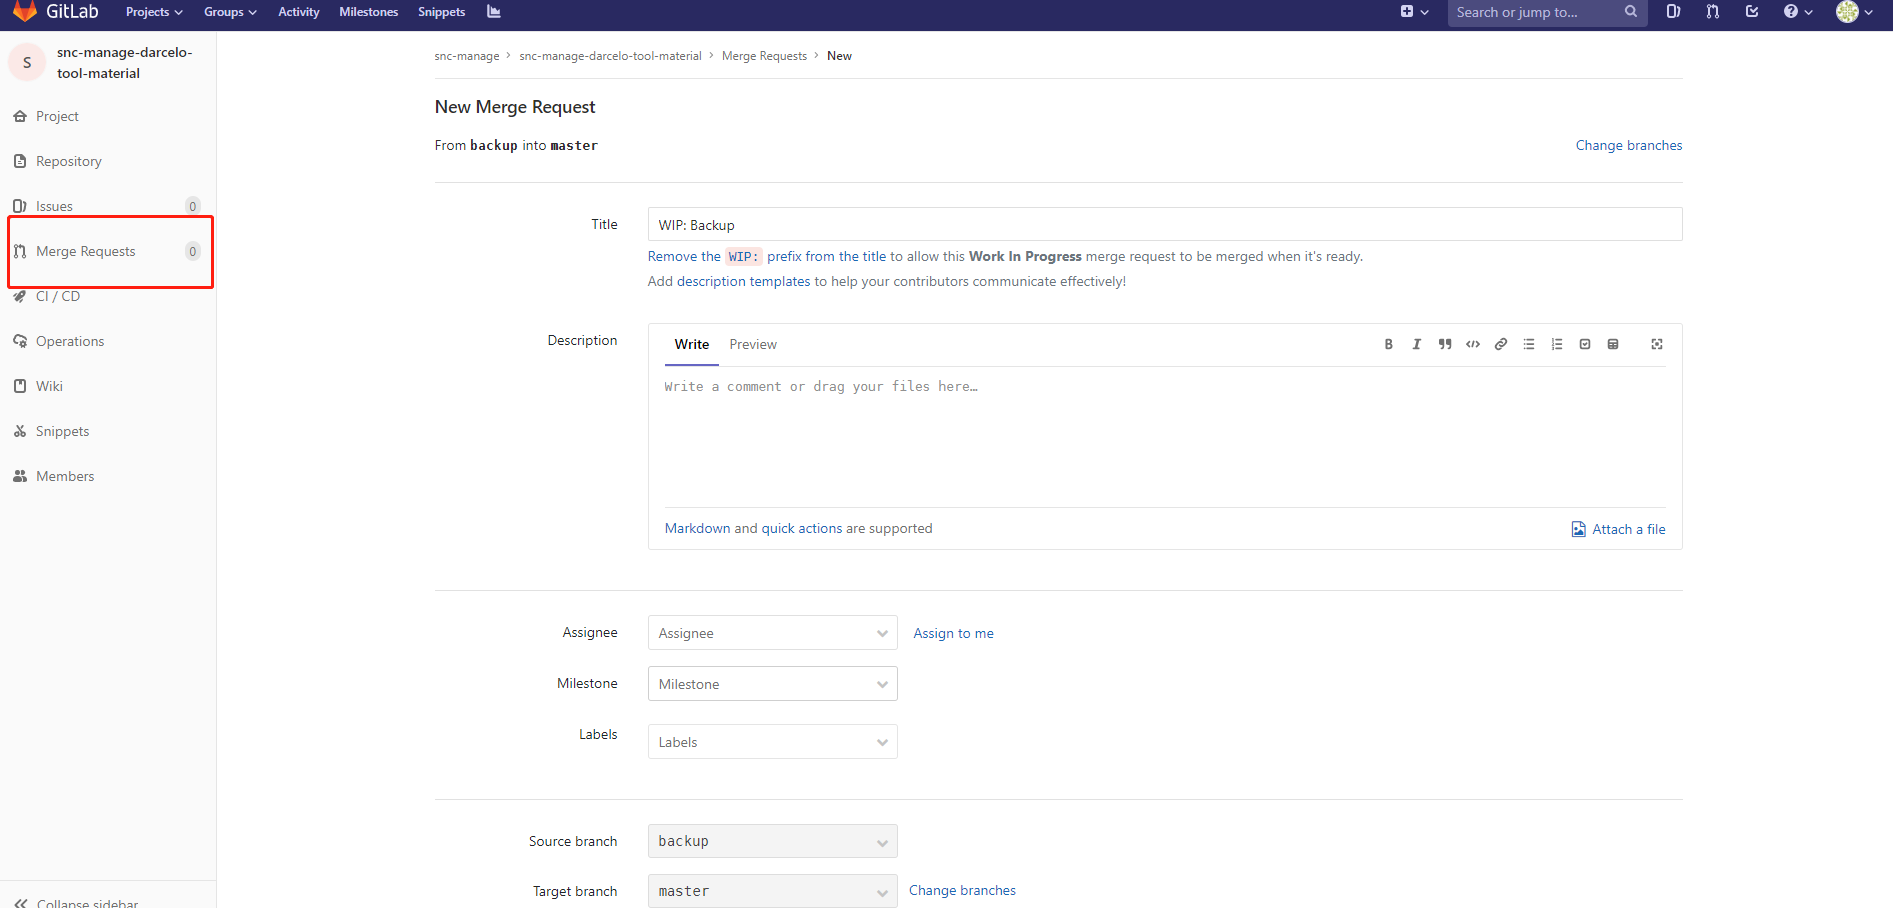 GitLab Projects Groups Activity Milestones Snippets Search or jump to...
S snc-manage-darcelo-
tool-material
Project
Repository
Issues 0
Merge Requests 0
CI / CD
Operations
Wiki
Snippets
Members
Collapse sidebar
snc-manage > snc-manage-darcelo-tool-material > Merge Requests > New
New Merge Request
From backup into master Change branches
Title WIP: Backup
Remove the WIP: prefix from the title to allow this Work In Progress merge request to be merged when it's ready.
Add description templates to help your contributors communicate effectively!
Description Write Preview
Write a comment or drag your files here…
Markdown and quick actions are supported Attach a file
Assignee Assignee Assign to me
Milestone Milestone
Labels Labels
Source branch backup
Target branch master Change branches